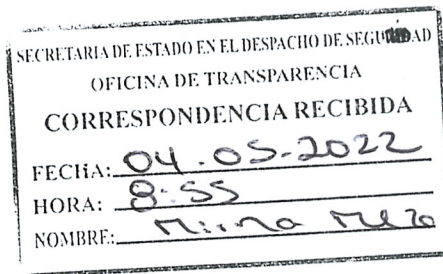 SECRETARIA DE ESTADO EN EL DESPACHO DE SEGURIDAD
OFICINA DE TRANSPARENCIA
CORRESPONDENCIA RECIBIDA
FECHA: 04-05-2022
HORA: 8:55
NOMBRE: Mirna